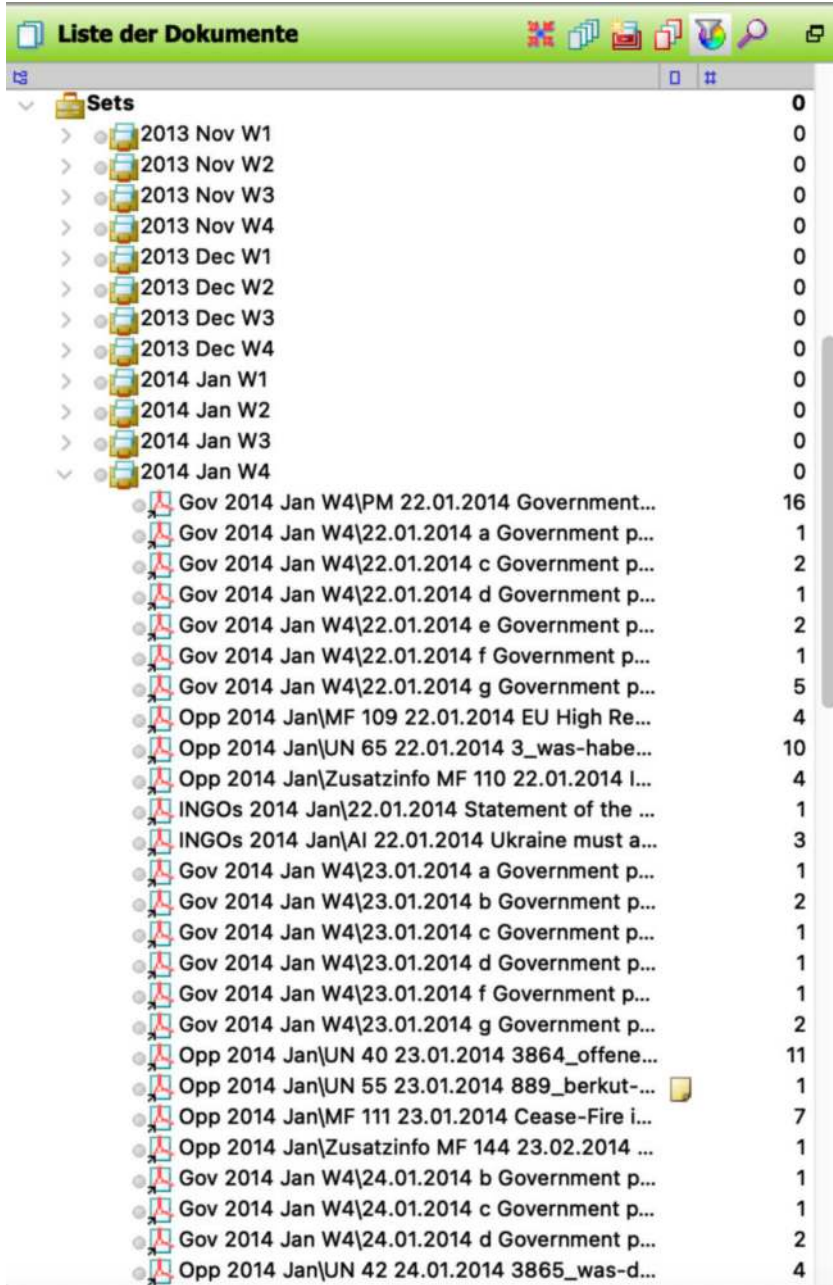 Liste der Dokumente
#
Sets 0
2013 Nov W1 0
2013 Nov W2 0
2013 Nov W3 0
2013 Nov W4 0
2013 Dec W1 0
2013 Dec W2 0
2013 Dec W3 0
2013 Dec W4 0
2014 Jan W1 0
2014 Jan W2 0
2014 Jan W3 0
2014 Jan W4 0
Gov 2014 Jan W4\PM 22.01.2014 Government... 16
Gov 2014 Jan W4\22.01.2014 a Government p... 1
Gov 2014 Jan W4\22.01.2014 c Government p... 2
Gov 2014 Jan W4\22.01.2014 d Government p... 1
Gov 2014 Jan W4\22.01.2014 e Government p... 2
Gov 2014 Jan W4\22.01.2014 f Government p... 1
Gov 2014 Jan W4\22.01.2014 g Government p... 5
Opp 2014 Jan\MF 109 22.01.2014 EU High Re... 4
Opp 2014 Jan\UN 65 22.01.2014 3_was-habe... 10
Opp 2014 Jan\Zusatzinfo MF 110 22.01.2014 I... 4
INGOs 2014 Jan\22.01.2014 Statement of the ... 1
INGOs 2014 Jan\AI 22.01.2014 Ukraine must a... 3
Gov 2014 Jan W4\23.01.2014 a Government p... 1
Gov 2014 Jan W4\23.01.2014 b Government p... 2
Gov 2014 Jan W4\23.01.2014 c Government p... 1
Gov 2014 Jan W4\23.01.2014 d Government p... 1
Gov 2014 Jan W4\23.01.2014 f Government p... 1
Gov 2014 Jan W4\23.01.2014 g Government p... 2
Opp 2014 Jan\UN 40 23.01.2014 3864_offene... 11
Opp 2014 Jan\UN 55 23.01.2014 889_berkut-... 1
Opp 2014 Jan\MF 111 23.01.2014 Cease-Fire i... 7
Opp 2014 Jan\Zusatzinfo MF 144 23.02.2014 ... 1
Gov 2014 Jan W4\24.01.2014 b Government p... 1
Gov 2014 Jan W4\24.01.2014 c Government p... 1
Gov 2014 Jan W4\24.01.2014 d Government p... 2
Opp 2014 Jan\UN 42 24.01.2014 3865_was-d... 4